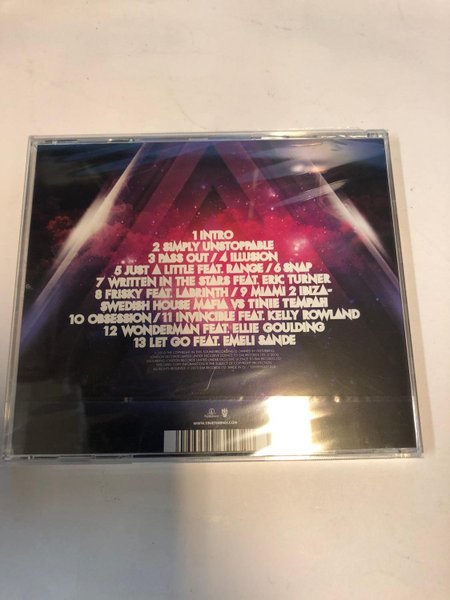 1 INTRO
2 SIMPLY UNSTOPPABLE
3 PASS OUT / 4 ILLUSION
5 JUST A LITTLE FEAT. RANGE / 6 SNAP
7 WRITTEN IN THE STARS FEAT. ERIC TURNER
8 FRISKY FEAT. LABRINTH / 9 MIAMI 2 IBIZA-
SWEDISH HOUSE MAFIA VS TINIE TEMPAH
10 OBSESSION / 11 INVINCIBLE FEAT. KELLY ROWLAND
12 WONDERMAN FEAT. ELLIE GOULDING
13 LET GO FEAT. EMELI SANDE